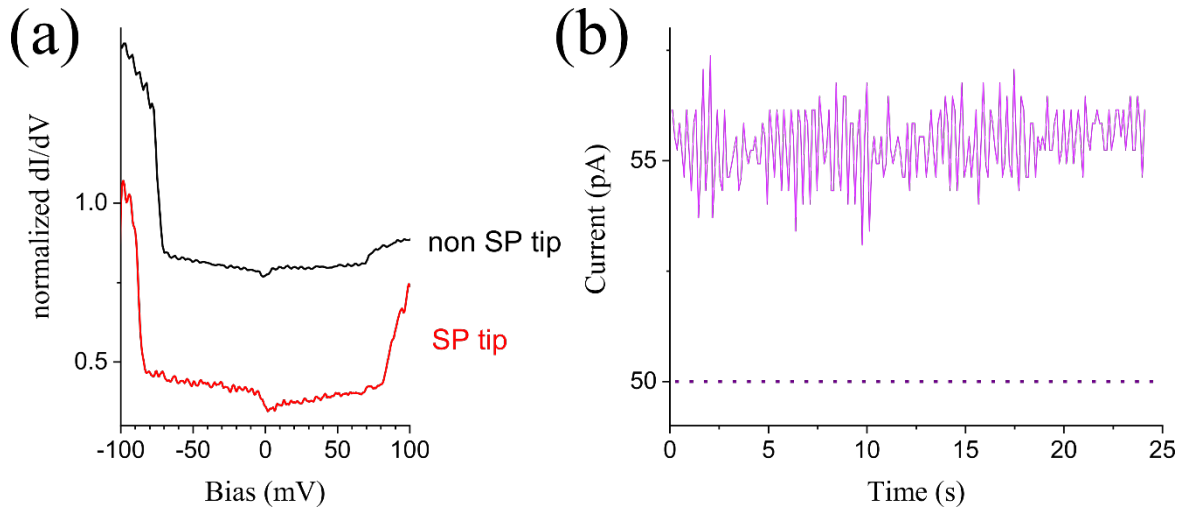 (a)
normalized dI/dV
1.0
0.5
non SP tip
SP tip
-100
-50
0
50
100
Bias (mV)
(b)
Current (pA)
55
50
0
5
10
15
20
25
Time (s)